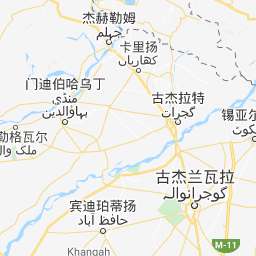 杰赫勒姆
جہلم
卡里扬
کھاریاں
门迪伯哈乌丁
منڈی
بہاؤالدین
古杰拉特
گجرات
锡亚尔
كوٹ
勒格瓦尔
ملک وال
古杰兰瓦拉
گوجرانوالہ
宾迪珀蒂扬
حافظ آباد
Khangah
M-11